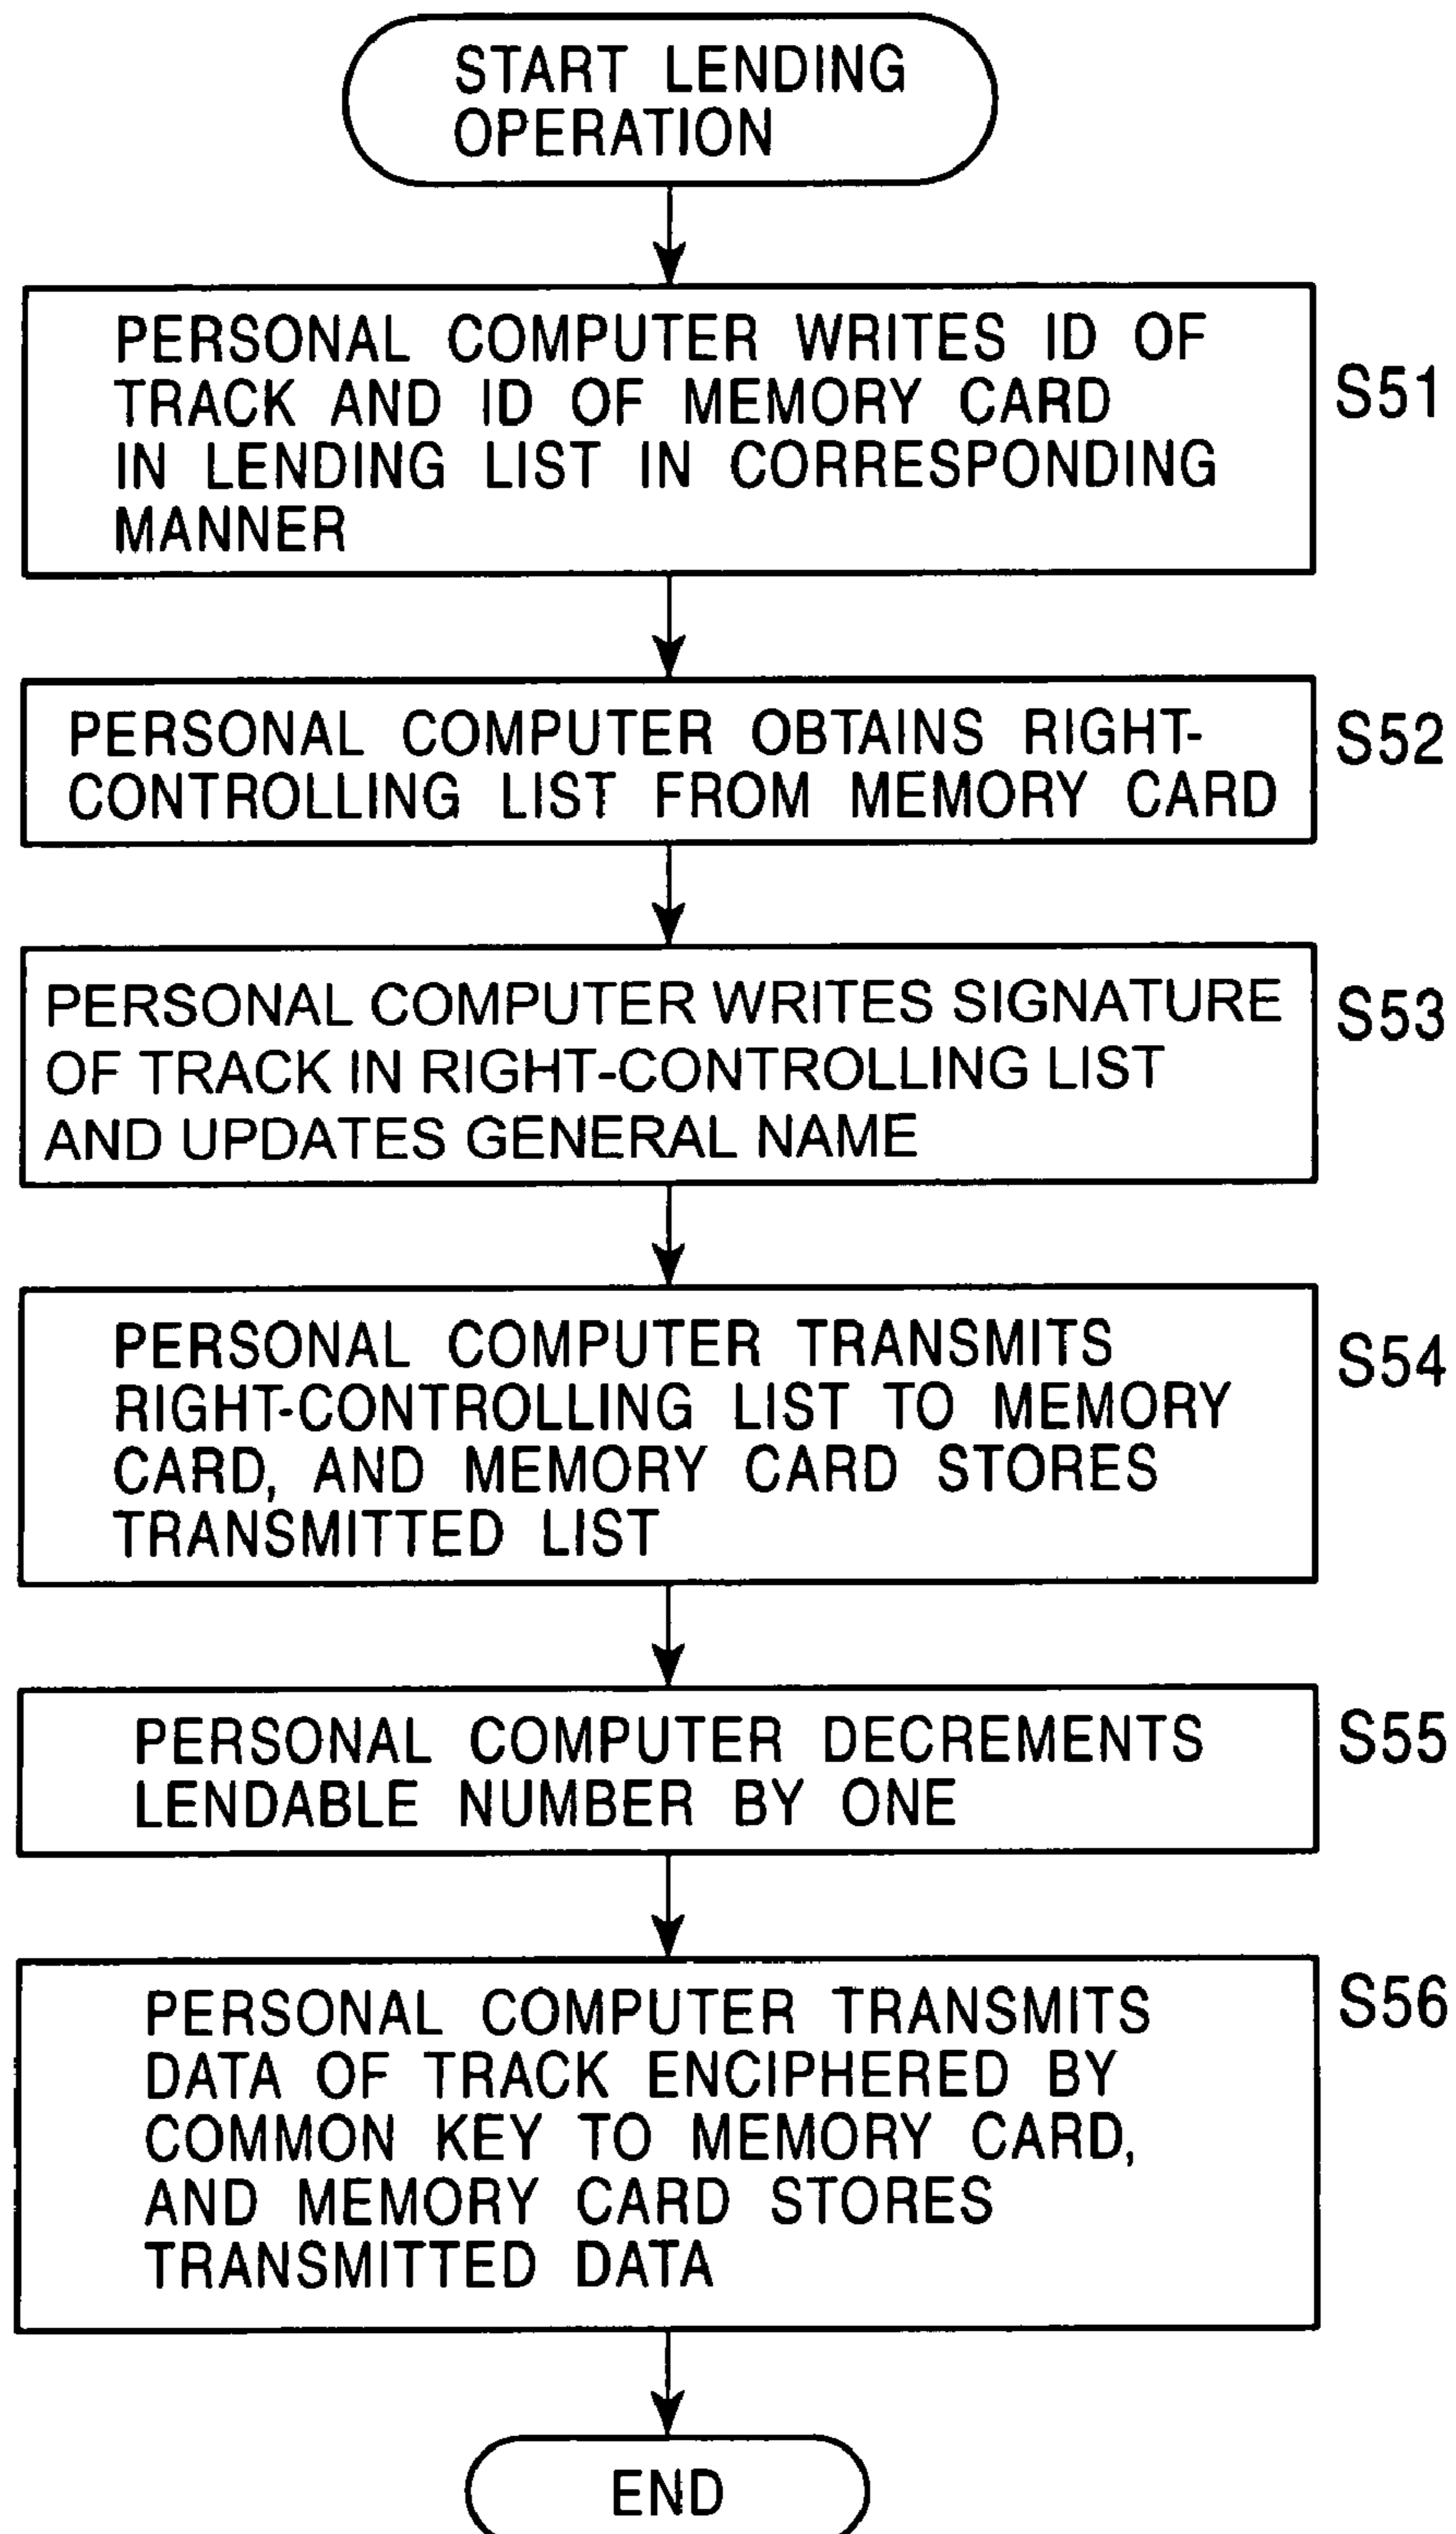 START LENDING
OPERATION
PERSONAL COMPUTER WRITES ID OF
TRACK AND ID OF MEMORY CARD
IN LENDING LIST IN CORRESPONDING
MANNER
S51
PERSONAL COMPUTER OBTAINS RIGHT-
CONTROLLING LIST FROM MEMORY CARD
S52
PERSONAL COMPUTER WRITES SIGNATURE
OF TRACK IN RIGHT-CONTROLLING LIST
AND UPDATES GENERAL NAME
S53
PERSONAL COMPUTER TRANSMITS
RIGHT-CONTROLLING LIST TO MEMORY
CARD, AND MEMORY CARD STORES
TRANSMITTED LIST
S54
PERSONAL COMPUTER DECREMENTS
LENDABLE NUMBER BY ONE
S55
PERSONAL COMPUTER TRANSMITS
DATA OF TRACK ENCIPHERED BY
COMMON KEY TO MEMORY CARD,
AND MEMORY CARD STORES
TRANSMITTED DATA
S56
END